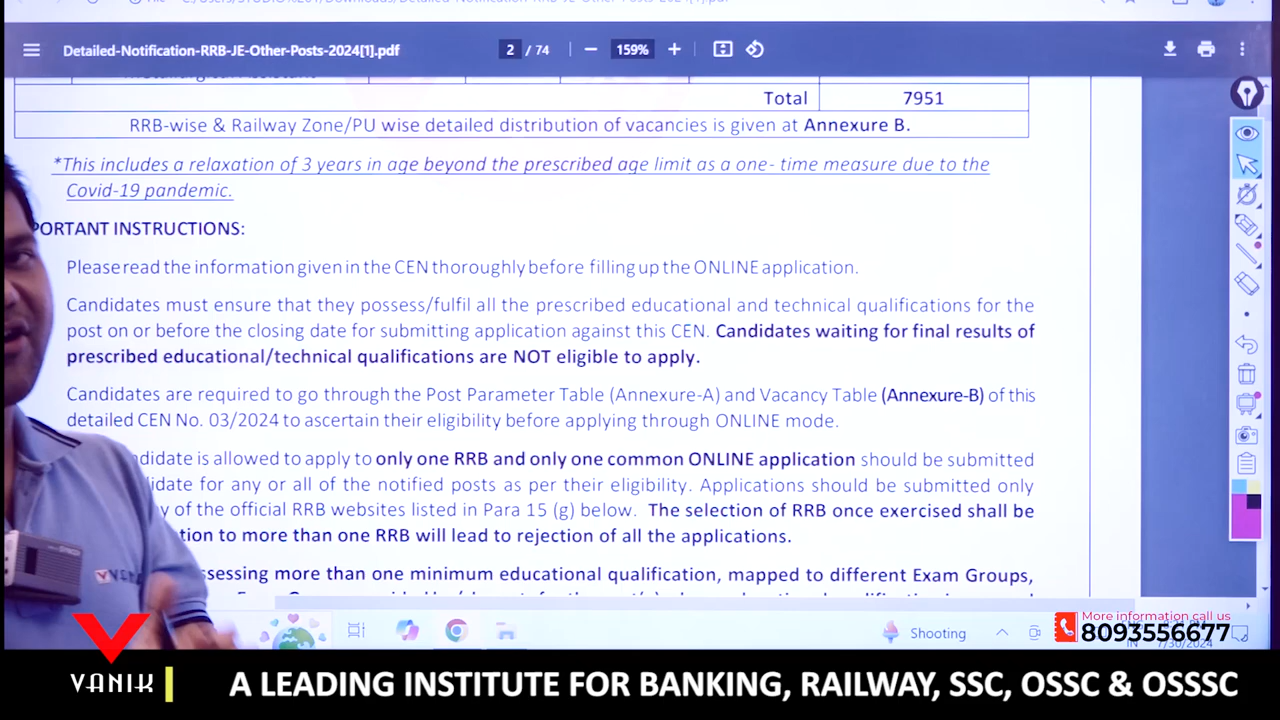 Detailed-Notification-RRB-JE-Other-Posts-2024[1].pdf
2 / 74
159%
Total 7951
RRB-wise & Railway Zone/PU wise detailed distribution of vacancies is given at Annexure B.
*This includes a relaxation of 3 years in age beyond the prescribed age limit as a one- time measure due to the
Covid-19 pandemic.
PORTANT INSTRUCTIONS:
Please read the information given in the CEN thoroughly before filling up the ONLINE application.
Candidates must ensure that they possess/fulfil all the prescribed educational and technical qualifications for the
post on or before the closing date for submitting application against this CEN. Candidates waiting for final results of
prescribed educational/technical qualifications are NOT eligible to apply.
Candidates are required to go through the Post Parameter Table (Annexure-A) and Vacancy Table (Annexure-B) of this
detailed CEN No. 03/2024 to ascertain their eligibility before applying through ONLINE mode.
didate is allowed to apply to only one RRB and only one common ONLINE application should be submitted
didate for any or all of the notified posts as per their eligibility. Applications should be submitted only
y of the official RRB websites listed in Para 15 (g) below. The selection of RRB once exercised shall be
tion to more than one RRB will lead to rejection of all the applications.
ssessing more than one minimum educational qualification, mapped to different Exam Groups,
Shooting
More information call us
8093556677
7/30/2024
VANIK
A LEADING INSTITUTE FOR BANKING, RAILWAY, SSC, OSSC & OSSSC